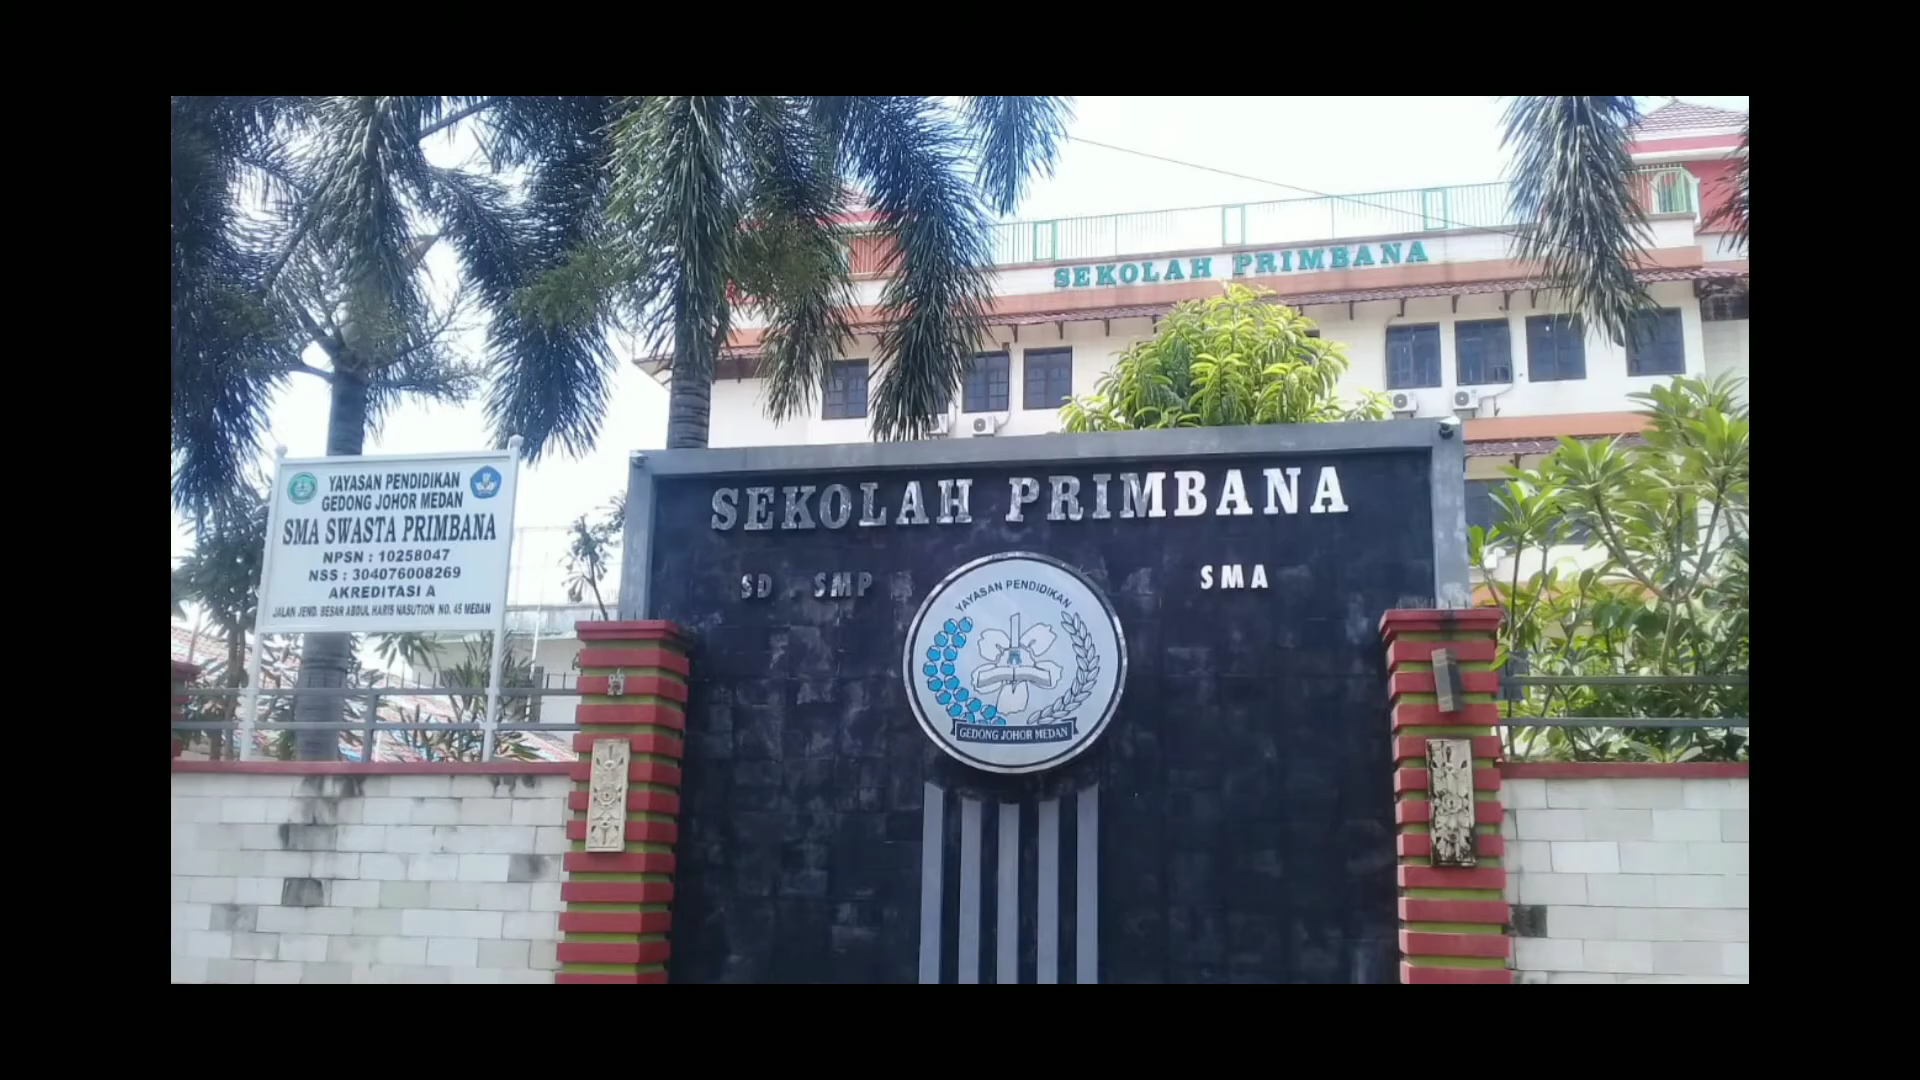 SEKOLAH PRIMBANA
YAYASAN PENDIDIKAN
GEDONG JOHOR MEDAN
SMA SWASTA PRIMBANA
NPSN : 10258047
NSS : 304076008269
AKREDITASI A
JALAN JEND. BESAR ABDUL HARIS NASUTION NO. 45 MEDAN
SEKOLAH PRIMBANA
SD SMP SMA
YAYASAN PENDIDIKAN
GEDONG JOHOR MEDAN